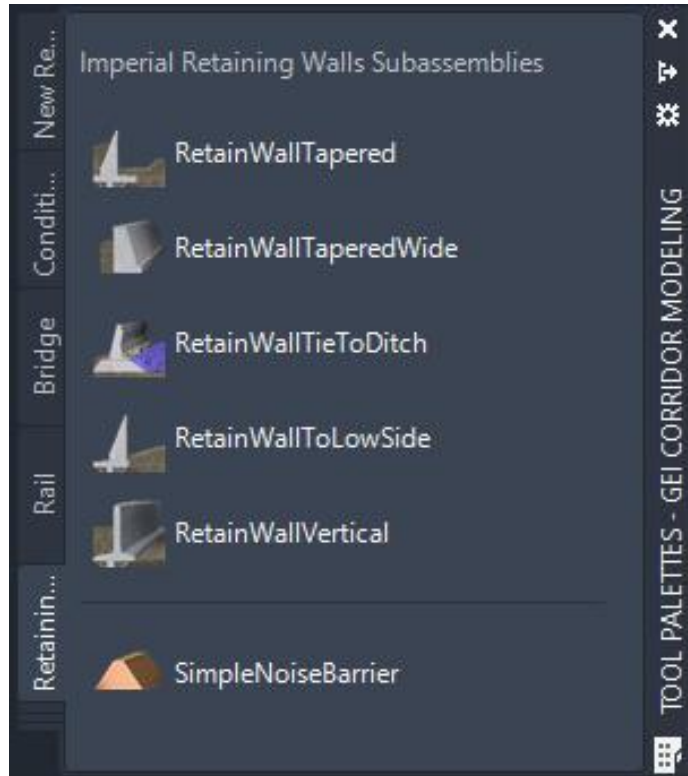 New Re...
Conditi...
Bridge
Rail
Retainin...
Imperial Retaining Walls Subassemblies
RetainWallTapered
RetainWallTaperedWide
RetainWallTieToDitch
RetainWallToLowSide
RetainWallVertical
SimpleNoiseBarrier
TOOL PALETTES - GEI CORRIDOR MODELING